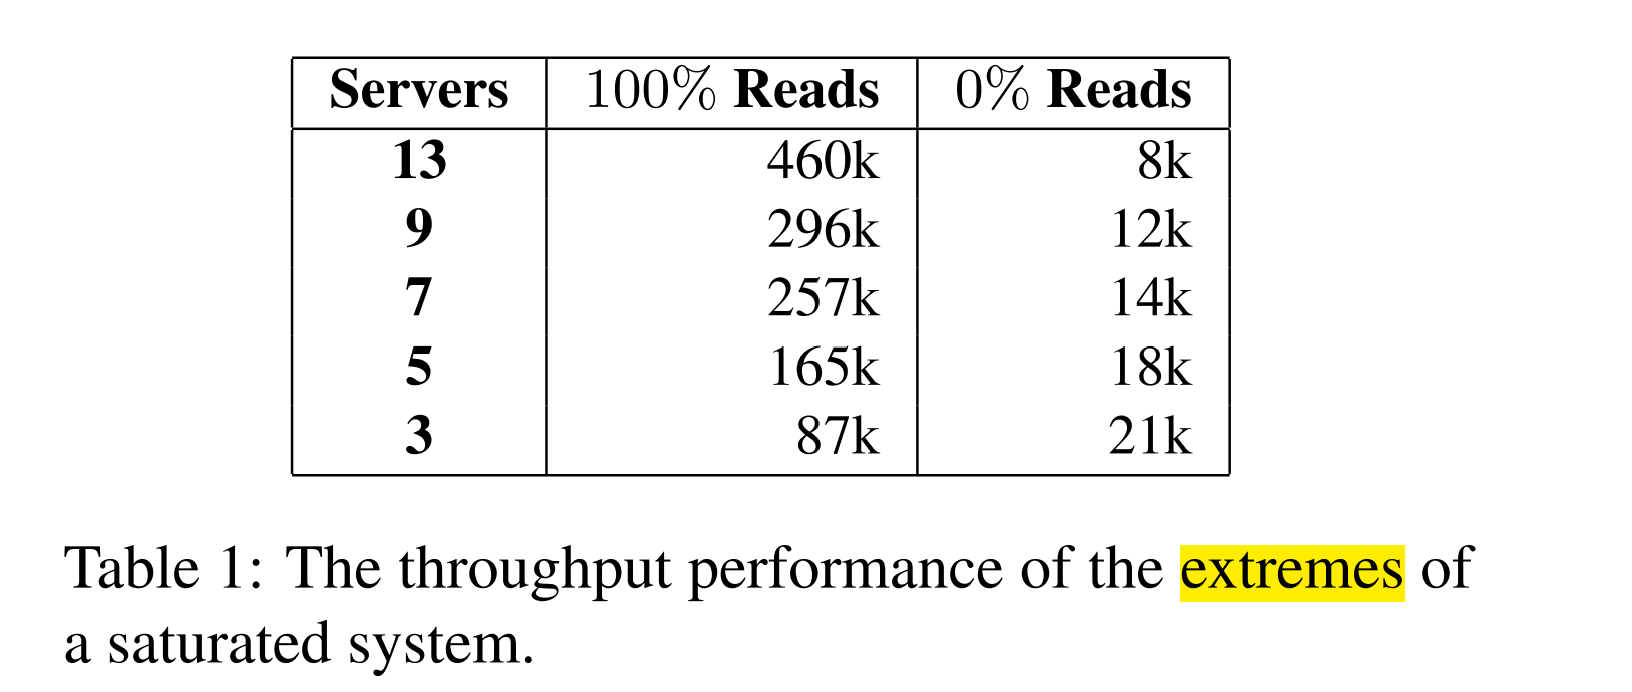 Servers 100% Reads 0% Reads
13 460k 8k
9 296k 12k
7 257k 14k
5 165k 18k
3 87k 21k
Table 1: The throughput performance of the extremes of
a saturated system.